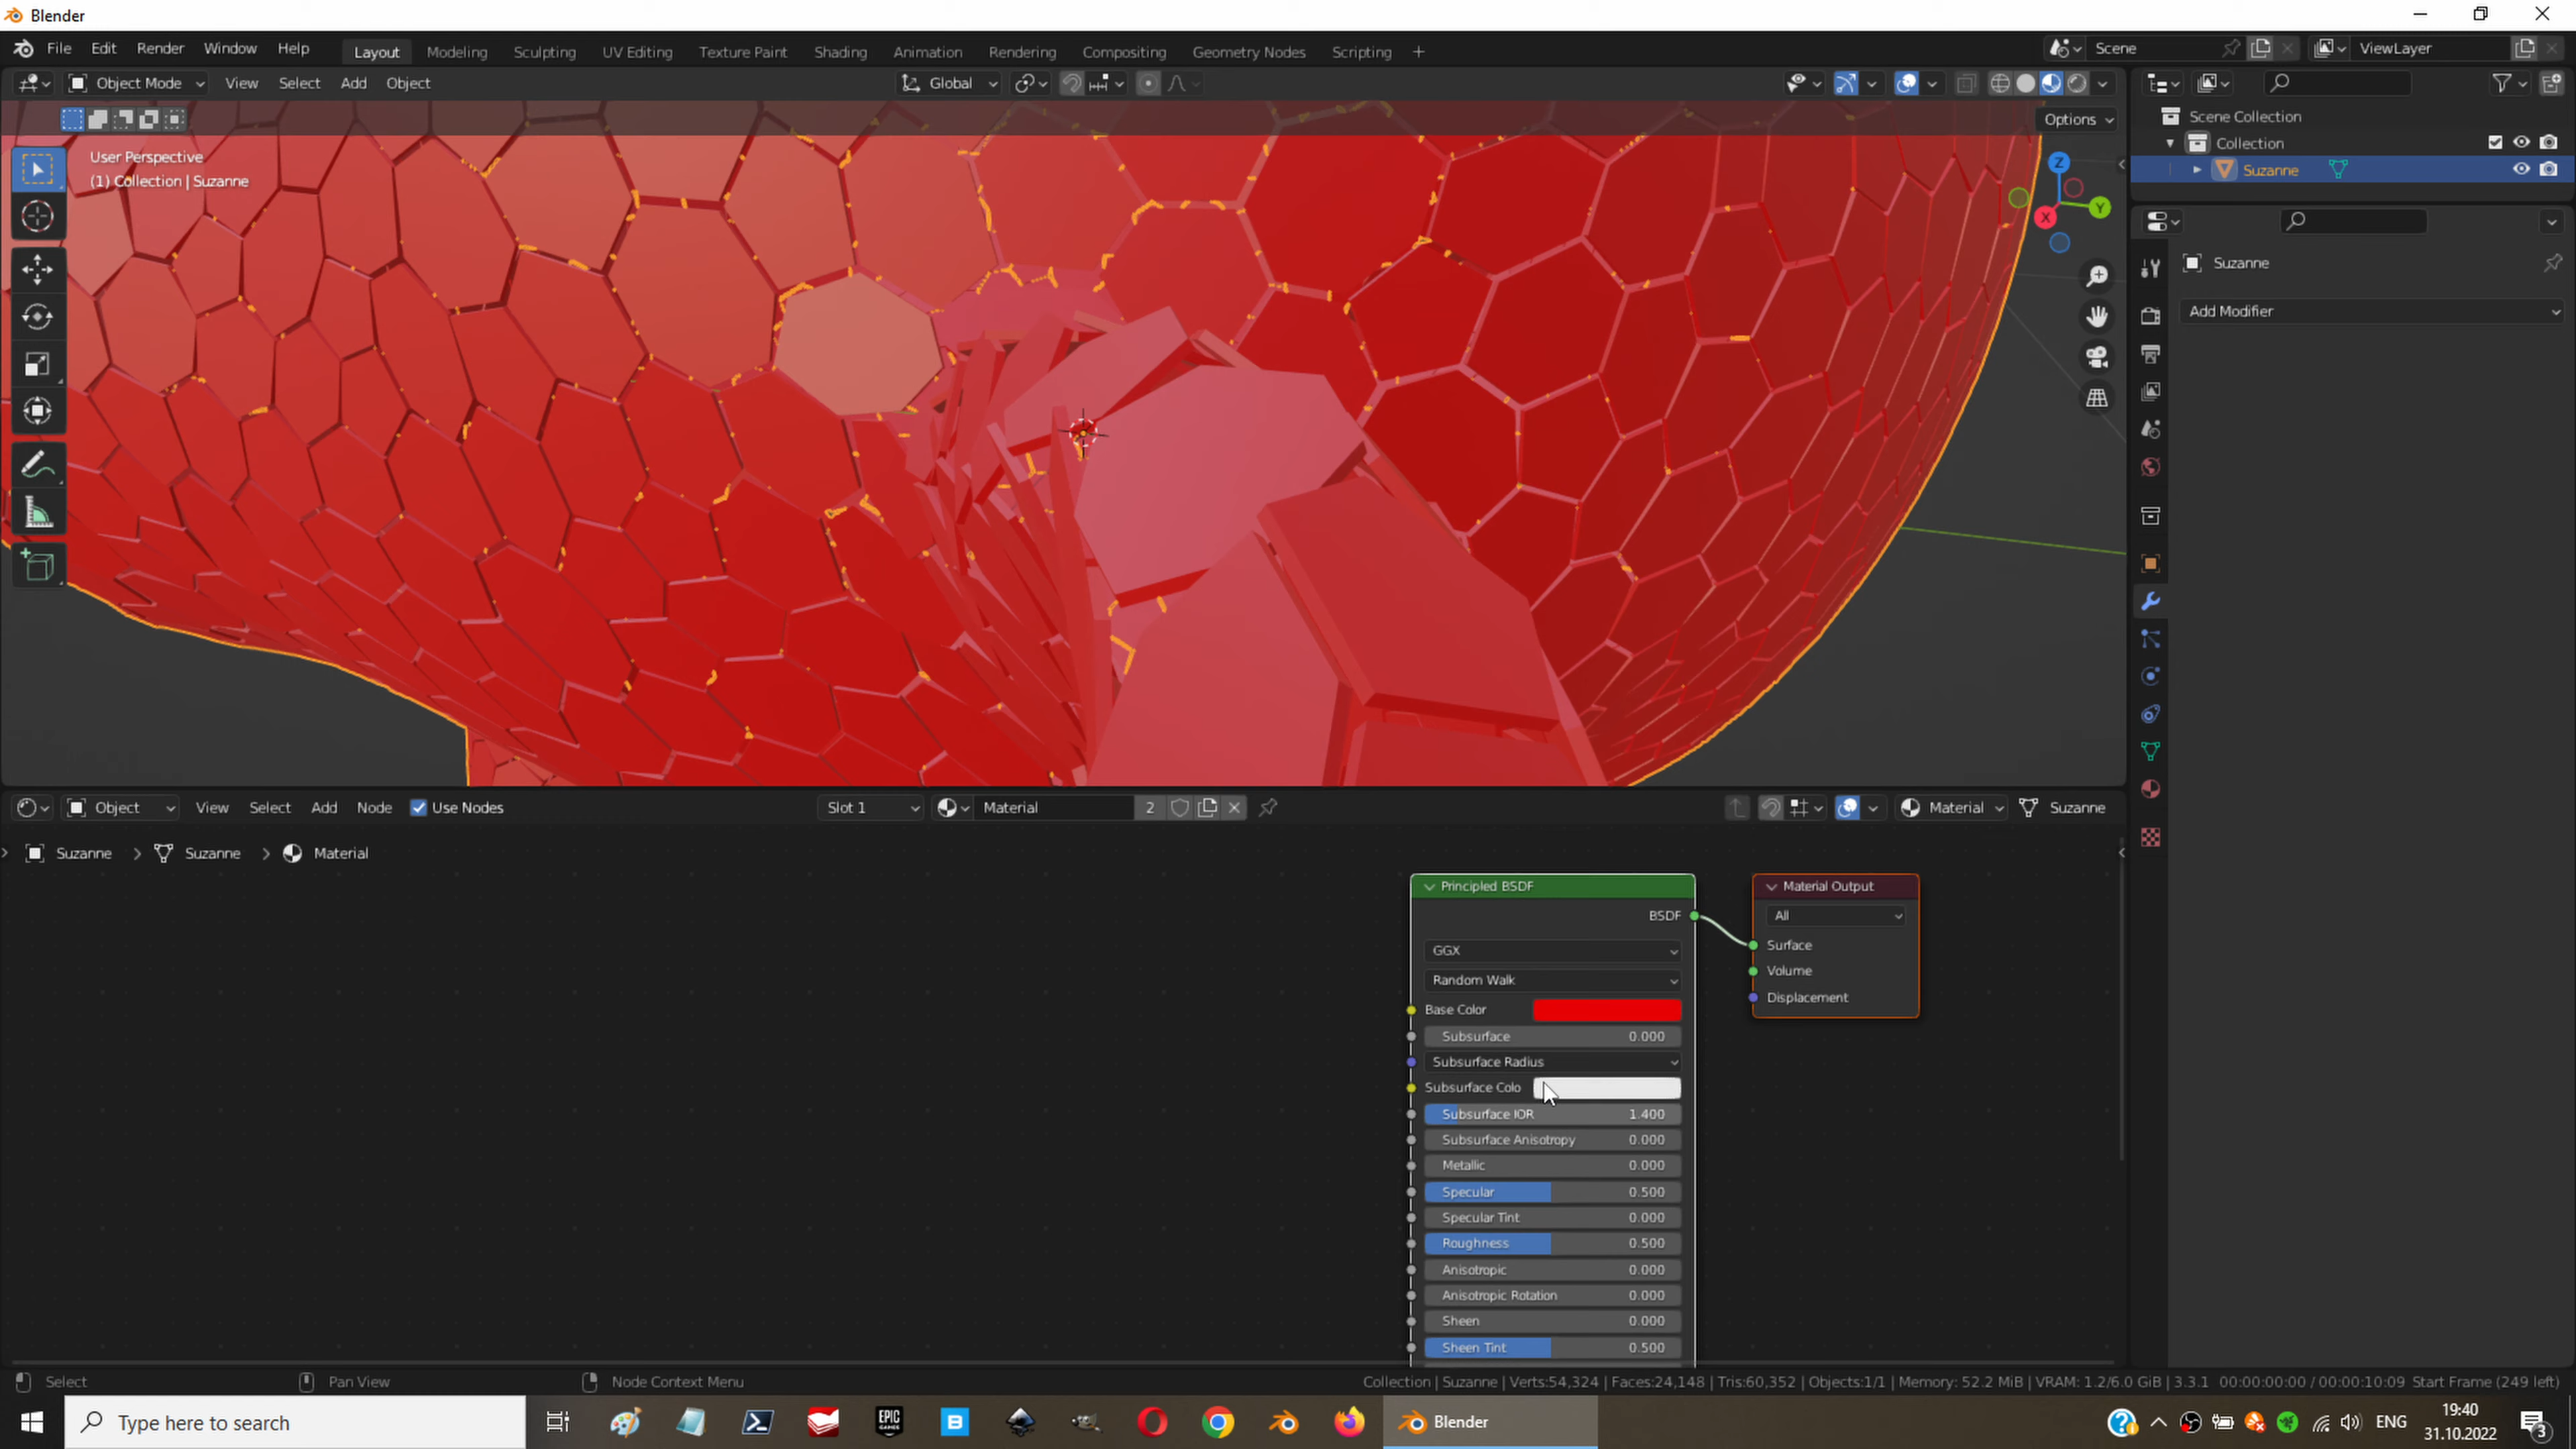 Blender
File Edit Render Window Help Layout Modeling Sculpting UV Editing Texture Paint Shading Animation Rendering Compositing Geometry Nodes Scripting + Scene ViewLayer
Object Mode View Select Add Object Global
Options
User Perspective
(1) Collection | Suzanne
Z
Y
X
Scene Collection
Collection
Suzanne
Suzanne
Add Modifier
Object View Select Add Node Use Nodes Slot 1 Material 2 Material Suzanne
Suzanne > Suzanne > Material
Principled BSDF
BSDF
GGX
Random Walk
Base Color
Subsurface 0.000
Subsurface Radius
Subsurface Colo
Subsurface IOR 1.400
Subsurface Anisotropy 0.000
Metallic 0.000
Specular 0.500
Specular Tint 0.000
Roughness 0.500
Anisotropic 0.000
Anisotropic Rotation 0.000
Sheen 0.000
Sheen Tint 0.500
Material Output
All
Surface
Volume
Displacement
Select Pan View Node Context Menu Collection | Suzanne | Verts:54,324 | Faces:24,148 | Tris:60,352 | Objects:1/1 | Memory: 52.2 MiB | VRAM: 1.2/6.0 GiB | 3.3.1 00:00:00:00 / 00:00:10:09 Start Frame (249 left)
Type here to search
EPIC GAMES
B
Blender
ENG
19:40
31.10.2022
3